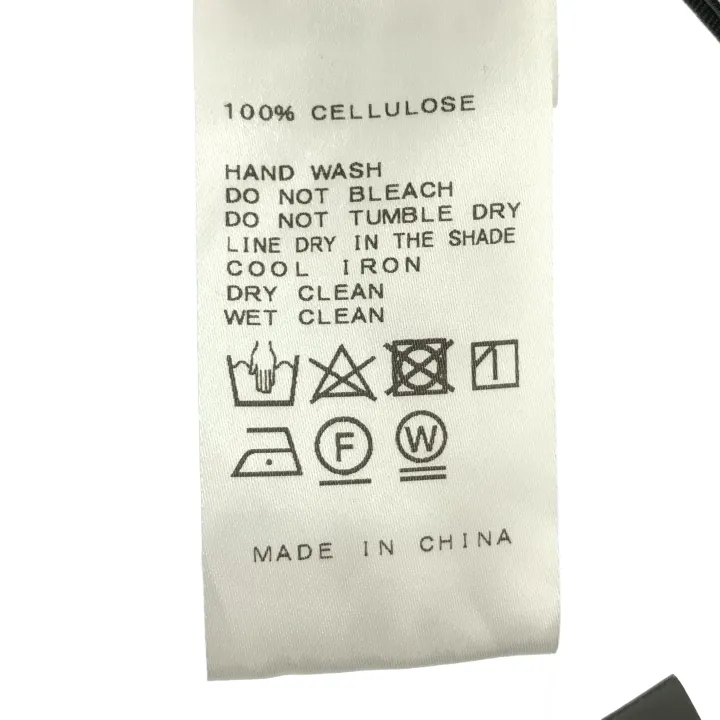 100% CELLULOSE
HAND WASH
DO NOT BLEACH
DO NOT TUMBLE DRY
LINE DRY IN THE SHADE
COOL IRON
DRY CLEAN
WET CLEAN
F W
MADE IN CHINA